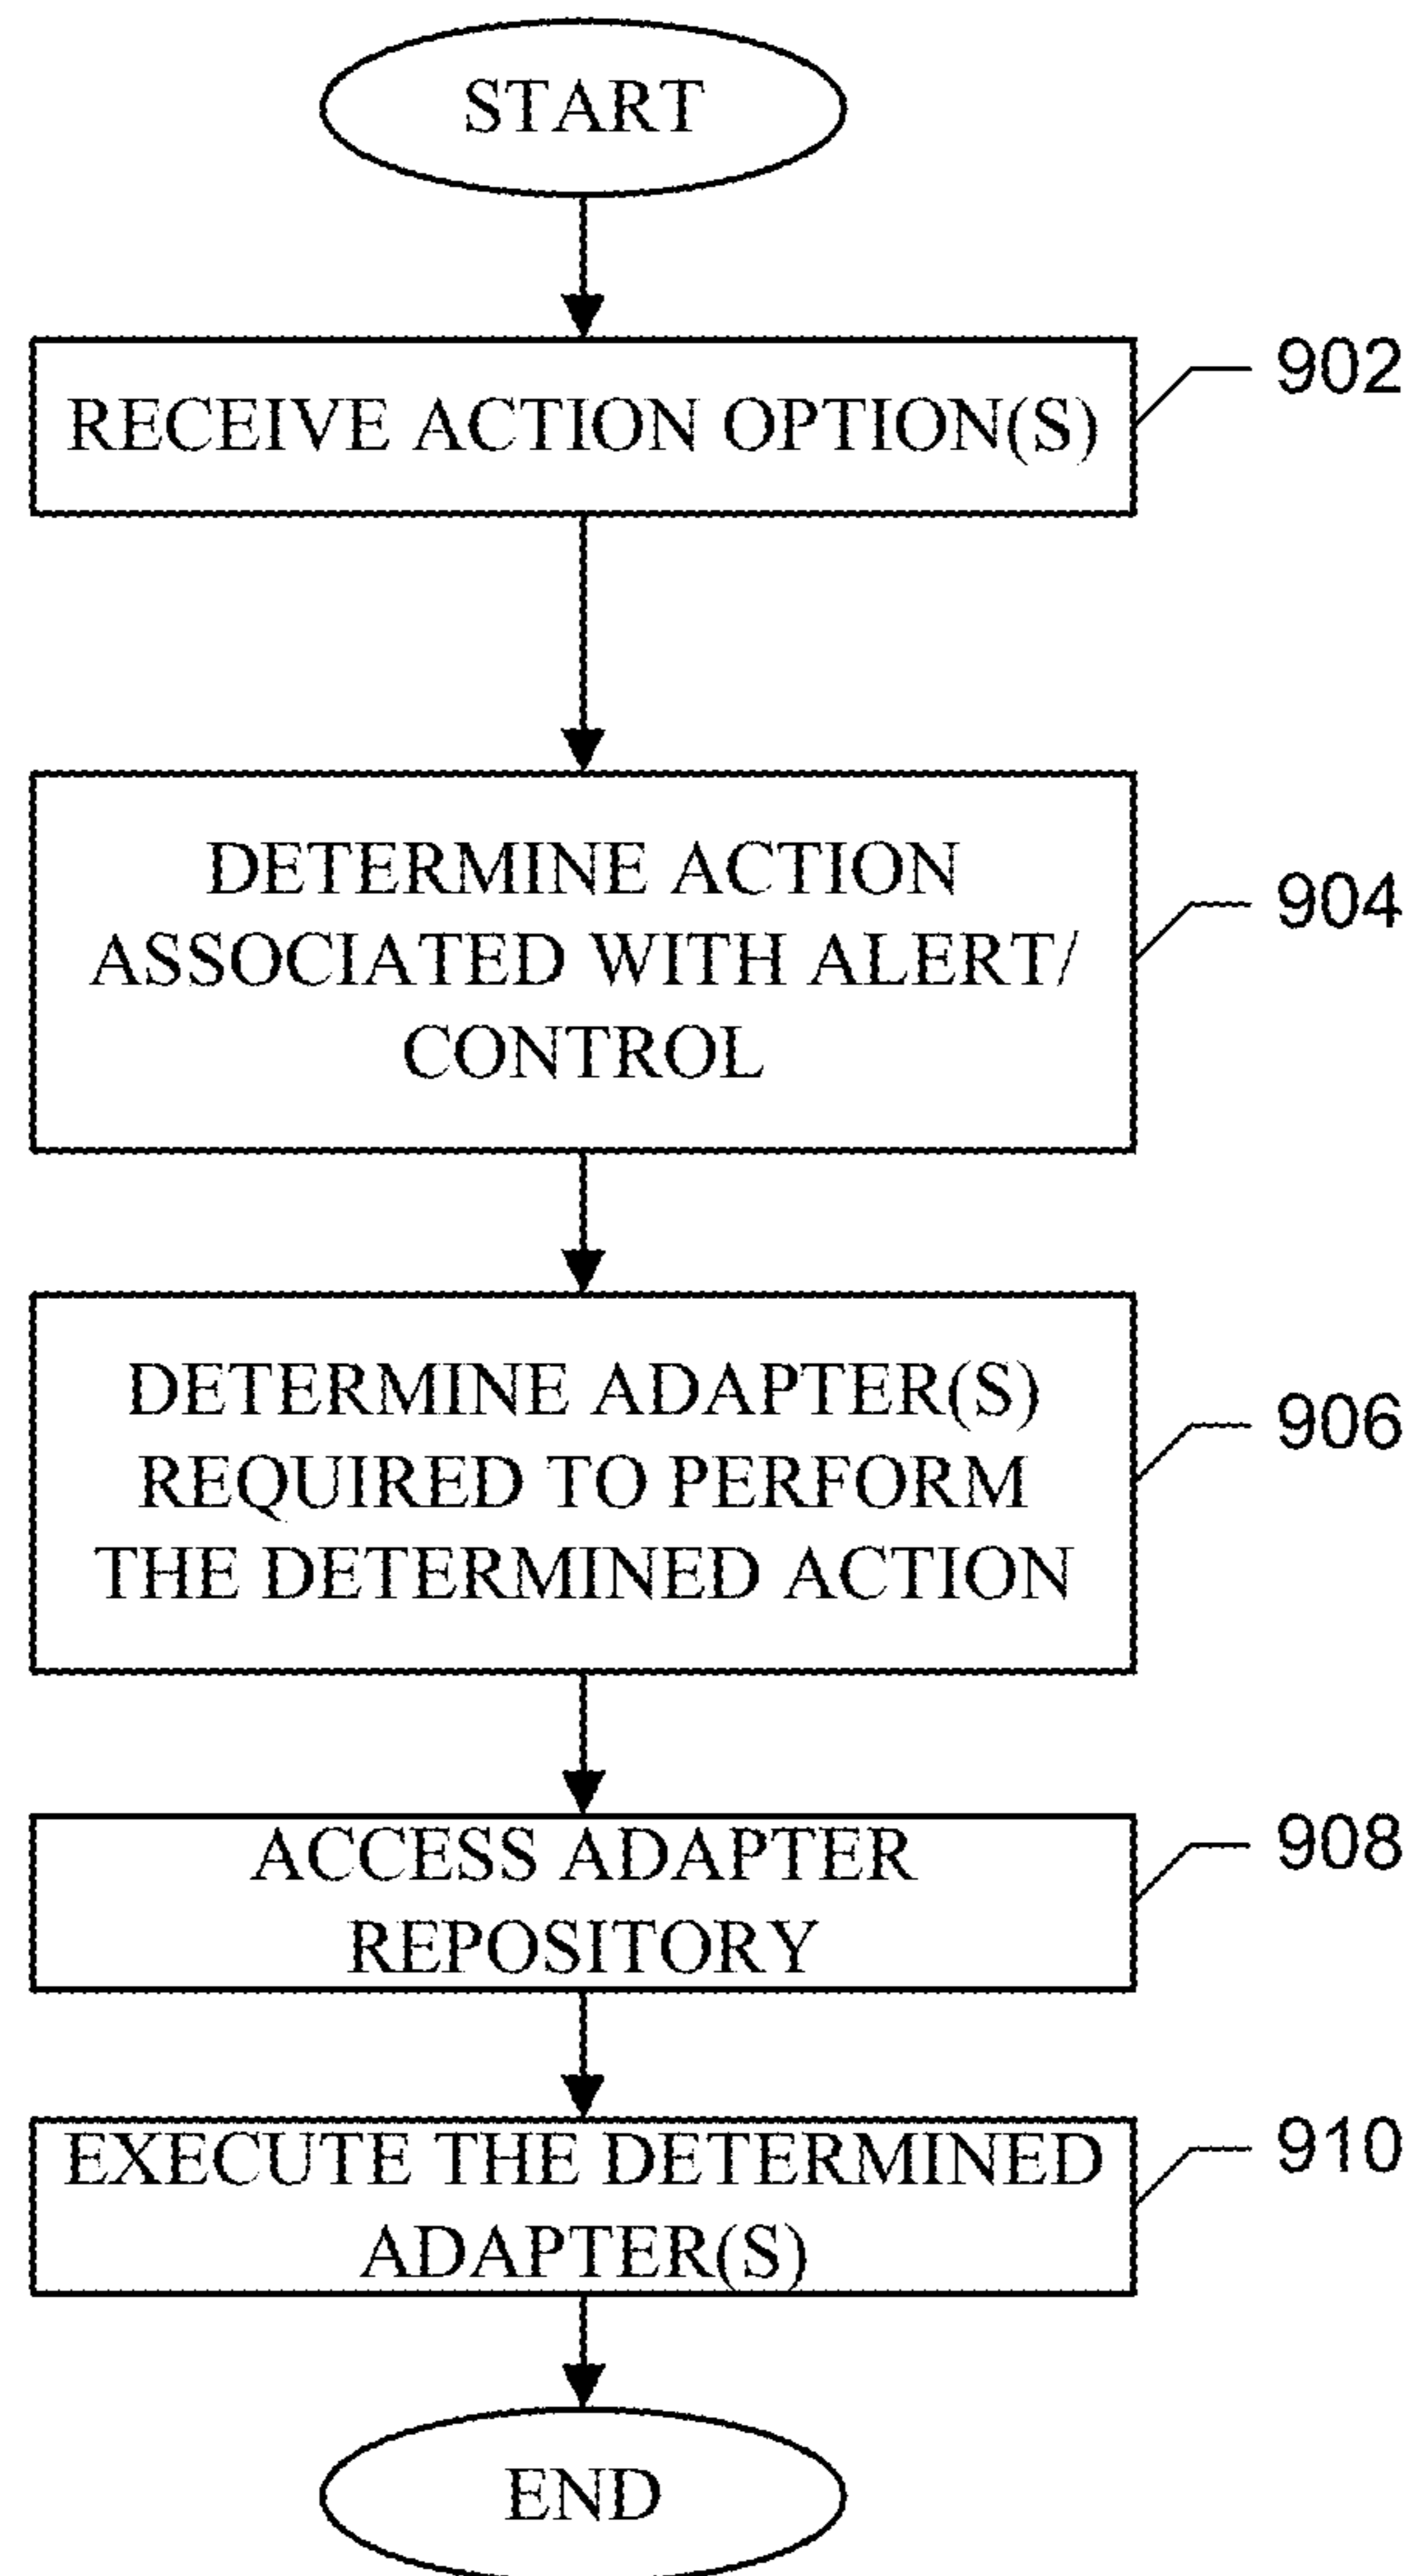 START
RECEIVE ACTION OPTION(S)
902
DETERMINE ACTION
ASSOCIATED WITH ALERT/
CONTROL
904
DETERMINE ADAPTER(S)
REQUIRED TO PERFORM
THE DETERMINED ACTION
906
ACCESS ADAPTER
REPOSITORY
908
EXECUTE THE DETERMINED
ADAPTER(S)
910
END